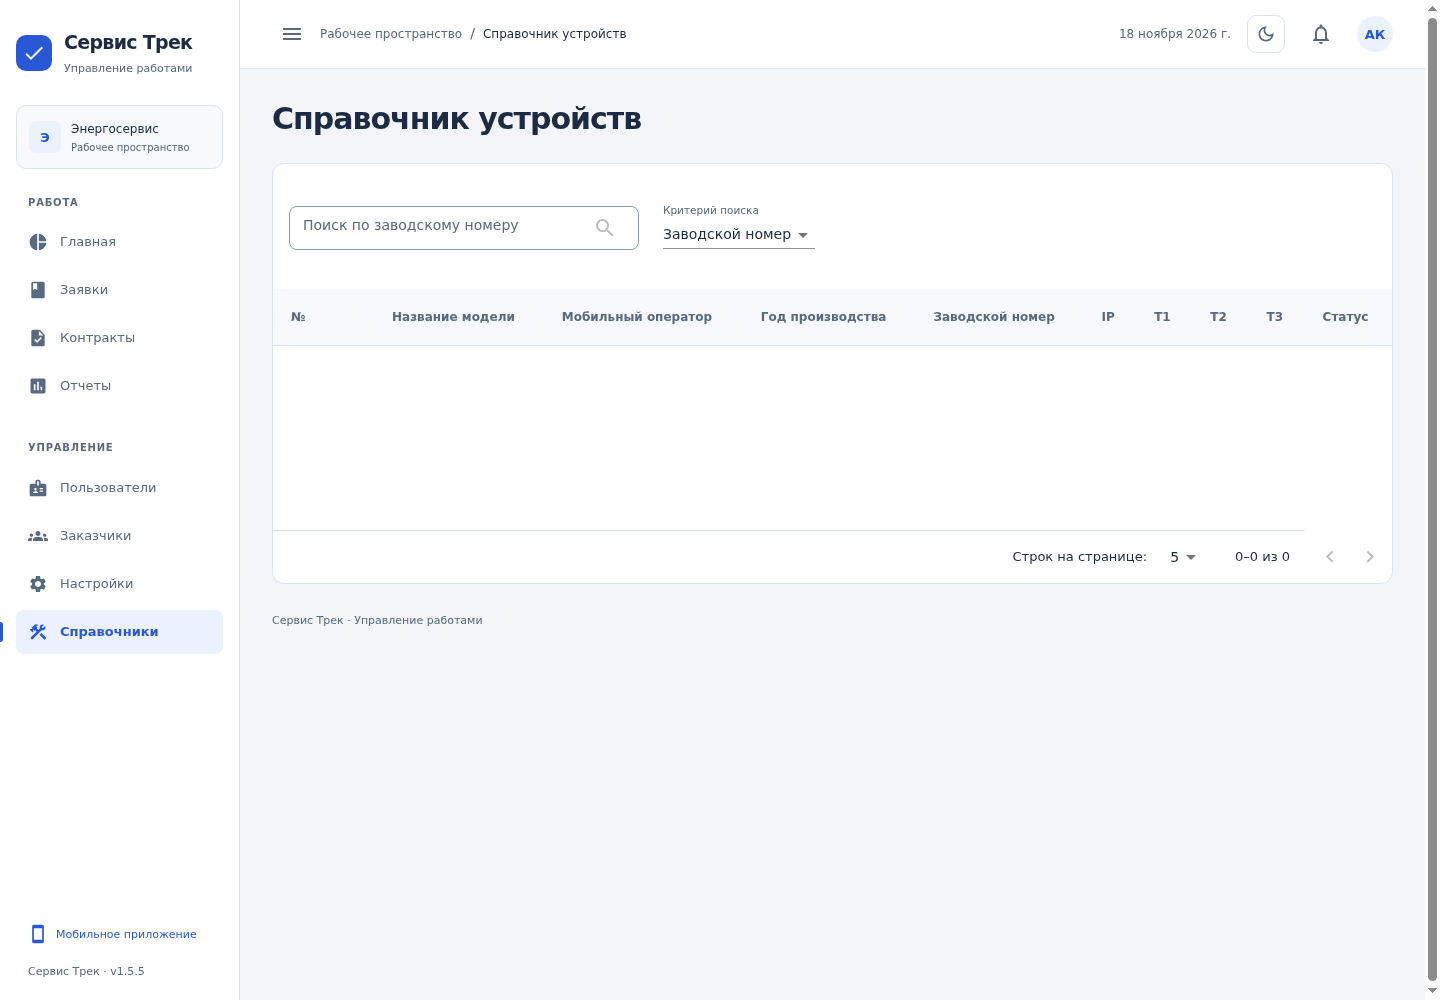 Сервис Трек
Управление работами
Э
Энергосервис
Рабочее пространство
РАБОТА
Главная
Заявки
Контракты
Отчеты
УПРАВЛЕНИЕ
Пользователи
Заказчики
Настройки
Справочники
Мобильное приложение
Сервис Трек · v1.5.5
Рабочее пространство / Справочник устройств
18 ноября 2026 г.
АК
Справочник устройств
Поиск по заводскому номеру
Критерий поиска
Заводской номер
№ Название модели Мобильный оператор Год производства Заводской номер IP T1 T2 T3 Статус
Строк на странице: 5 0–0 из 0
Сервис Трек · Управление работами